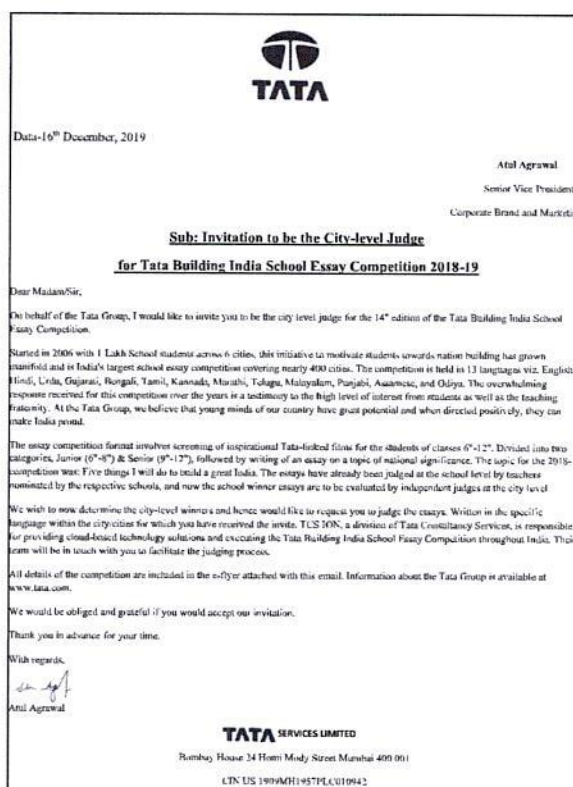 TATA
Data-16th December, 2019
Atul Agrawal
Senior Vice President
Corporate Brand and Marketi
Sub: Invitation to be the City-level Judge
for Tata Building India School Essay Competition 2018-19
Dear Madam/Sir,
On behalf of the Tata Group, I would like to invite you to be the city level judge for the 14th edition of the Tata Building India School
Essay Competition.
Started in 2006 with 1 Lakh School students across 6 cities, this initiative to motivate students towards nation building has grown
manifold and is India's largest school essay competition covering nearly 400 cities. The competition is held in 13 languages viz. English
Hindi, Urdu, Gujarati, Bengali, Tamil, Kannada, Marathi, Telugu, Malayalam, Punjabi, Assamese, and Odiya. The overwhelming
response received for this competition over the years is a testimony to the high level of interest from students as well as the teaching
fraternity. At the Tata Group, we believe that young minds of our country have great potential and when directed positively, they can
make India proud.
The essay competition format involves screening of inspirational Tata-linked films for the students of classes 6th-12th. Divided into two
categories, Junior (6th-8th) & Senior (9th-12th), followed by writing of an essay on a topic of national significance. The topic for the 2018-
competition was: Five things I will do to build a great India. The essays have already been judged at the school level by teachers
nominated by the respective schools, and now the school winner essays are to be evaluated by independent judges at the city level
We wish to now determine the city-level winners and hence would like to request you to judge the essays. Written in the specific
language within the city/cities for which you have received the invite. TCS ION, a division of Tata Consultancy Services, is responsible
for providing cloud-based technology solutions and executing the Tata Building India School Essay Competition throughout India. Thei
team will be in touch with you to facilitate the judging process.
All details of the competition are included in the e-flyer attached with this email. Information about the Tata Group is available at
www.tata.com.
We would be obliged and grateful if you would accept our invitation.
Thank you in advance for your time.
With regards,
Atul Agrawal
TATA SERVICES LIMITED
Bombay House 24 Homi Mody Street Mumbai 400 001
CTN US 1909MH1957PLC010942